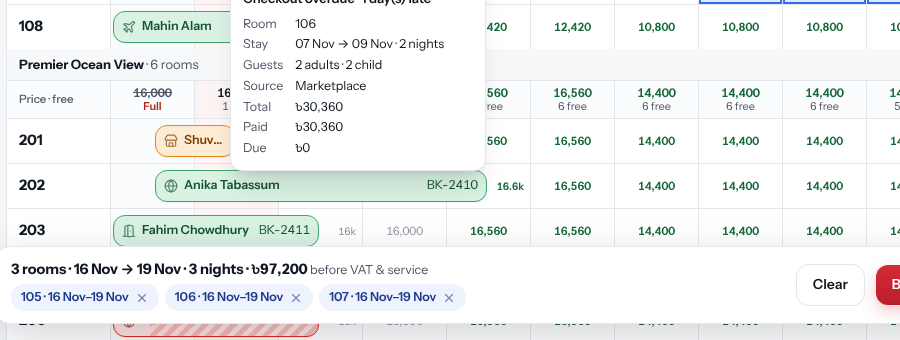 108 Mahin Alam 12,420 10,800 10,800 10,800
Room 106
Stay 07 Nov → 09 Nov · 2 nights
Premier Ocean View · 6 rooms
Guests 2 adults · 2 child
Source Marketplace
Price · free 16,000 16 560 14,400 14,400 14,400 14,400
Full 1 free 6 free 6 free 6 free 6 free 5
Total ৳30,360
Paid ৳30,360
201 Shuv... 560 16,560 14,400 14,400 14,400
Due ৳0
202 Anika Tabassum BK-2410 16.6k 16,560 14,400 14,400 14,400
203 Fahim Chowdhury BK-2411 16k 16,000 16,560 16,560 14,400 14,400 14,400
3 rooms · 16 Nov → 19 Nov · 3 nights · ৳97,200 before VAT & service
105 · 16 Nov–19 Nov × 106 · 16 Nov–19 Nov × 107 · 16 Nov–19 Nov ×
Clear B